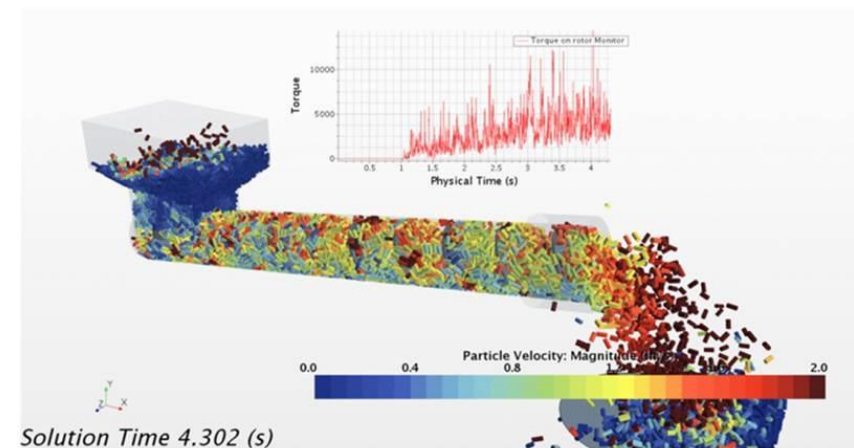 Torque on rotor Monitor
10000
5000
0
Torque
0.5 1 1.5 2 2.5 3 3.5 4
Physical Time (s)
Particle Velocity: Magnitude
0.0 0.4 0.8 2.0
Y
Z X
Solution Time 4.302 (s)